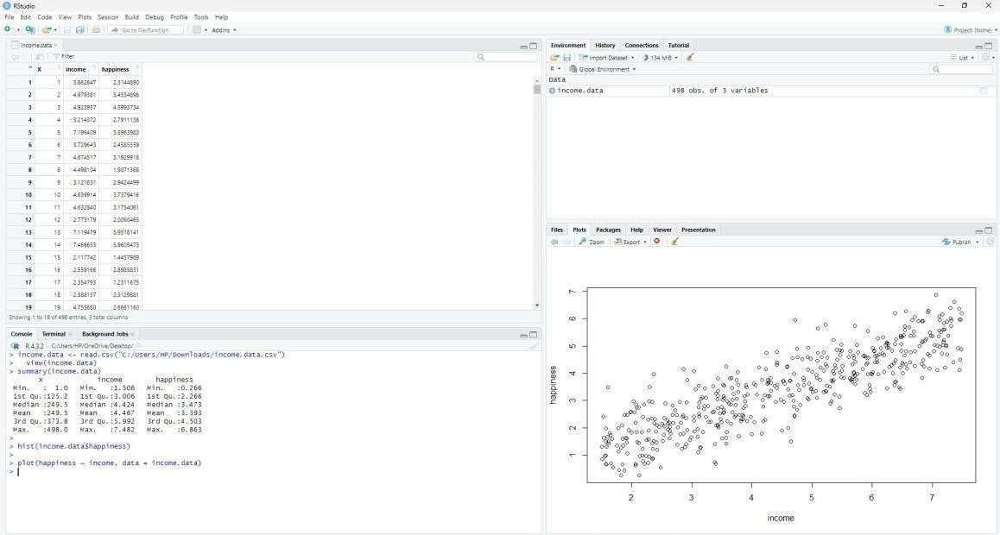 RStudio
File Edit Code View Plots Session Build Debug Profile Tools Help
Go to file/function Addins Project: (None)
income.data
Filter
X income happiness
1 1 3.862647 2.3144890
2 2 4.979381 3.4334898
3 3 4.923957 4.5993734
4 4 3.214372 2.7911138
5 5 7.196409 5.5963983
6 6 3.729643 2.4585559
7 7 4.674517 3.1929918
8 8 4.498104 1.9071368
9 9 3.121631 2.9424499
10 10 4.639914 3.7379416
11 11 4.632840 3.1754061
12 12 2.773179 2.0090465
13 13 7.119479 5.9518141
14 14 7.466653 5.9605473
15 15 2.117742 1.4457989
16 16 2.559166 2.8985831
17 17 2.354793 1.2311675
18 18 2.388157 2.3129881
19 19 4.755680 2.6661160
Showing 1 to 19 of 498 entries, 3 total columns
Console Terminal Background Jobs
R 4.3.2 · C:/Users/HP/OneDrive/Desktop/
> income.data <- read.csv("C:/Users/HP/Downloads/income.data.csv")
> View(income.data)
> summary(income.data)
X income happiness
Min. : 1.0 Min. :1.506 Min. :0.266
1st Qu.:125.2 1st Qu.:3.006 1st Qu.:2.266
Median :249.5 Median :4.424 Median :3.473
Mean :249.5 Mean :4.467 Mean :3.393
3rd Qu.:373.8 3rd Qu.:5.992 3rd Qu.:4.503
Max. :498.0 Max. :7.482 Max. :6.863
>
> hist(income.data$happiness)
>
> plot(happiness ~ income, data = income.data)
>
Environment History Connections Tutorial
Import Dataset 134 MiB List
R Global Environment
Data
income.data 498 obs. of 3 variables
Files Plots Packages Help Viewer Presentation
Zoom Export Publish
7
6
5
4
3
2
1
happiness
2 3 4 5 6 7
income